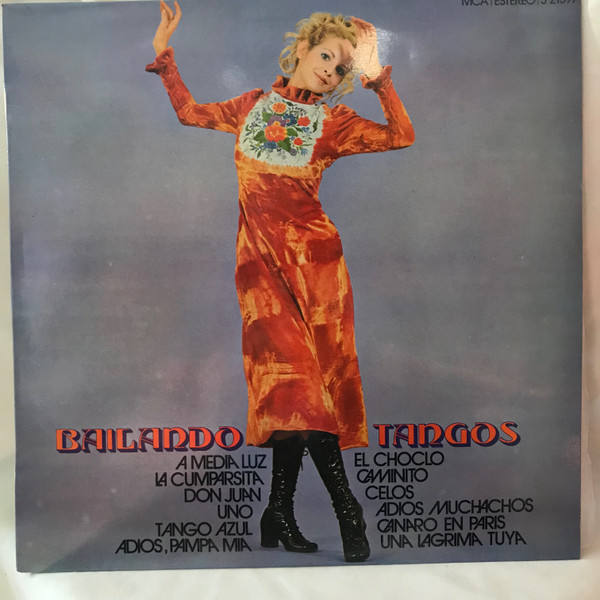 MCA | ESTEREO |
BAILANDO TANGOS
A MEDIA LUZ
LA CUMPARSITA
DON JUAN
UNO
TANGO AZUL
ADIOS, PAMPA MIA
EL CHOCLO
CAMINITO
CELOS
ADIOS MUCHACHOS
CANARO EN PARIS
UNA LAGRIMA TUYA